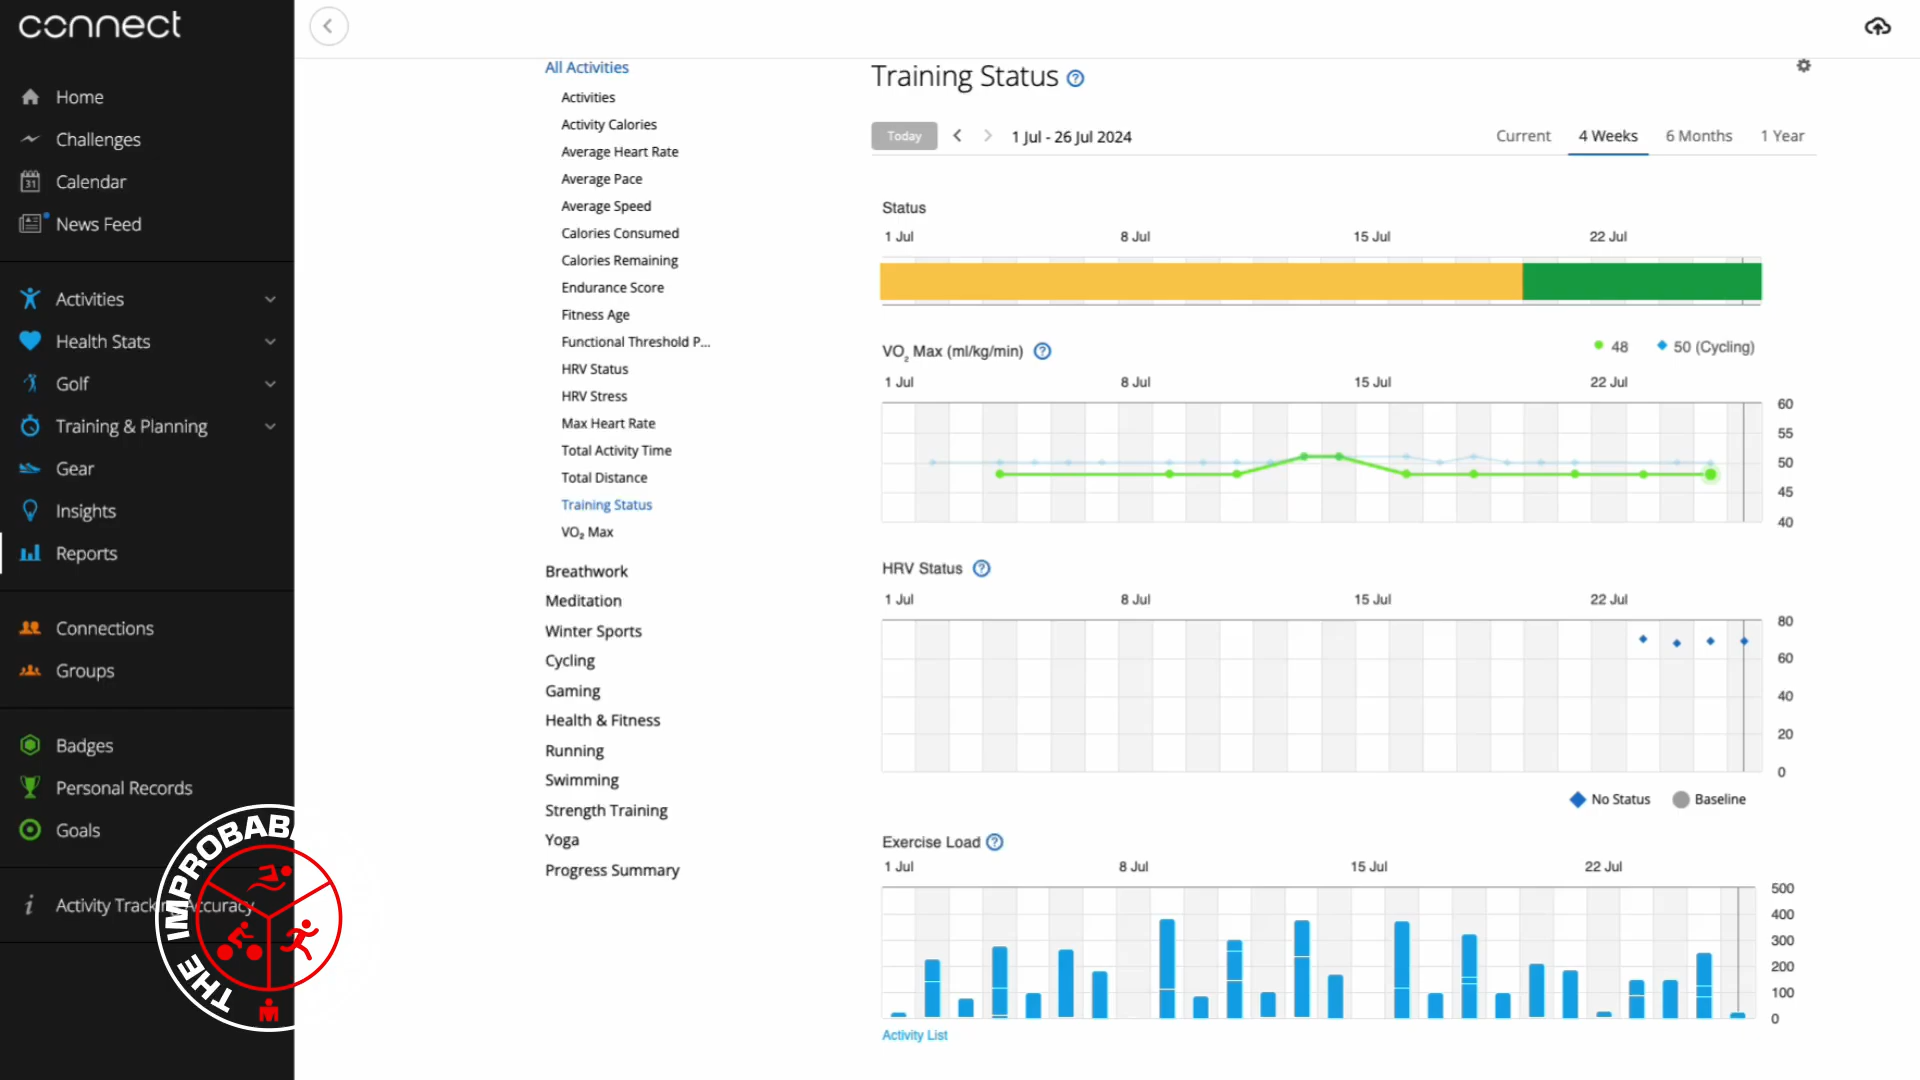 connect
Home
Challenges
31 Calendar
News Feed
Activities
Health Stats
Golf
Training & Planning
Gear
Insights
Reports
Connections
Groups
Badges
Personal Records
Goals
i Activity Tracking Accuracy
THE IMPROBAB
All Activities
Activities
Activity Calories
Average Heart Rate
Average Pace
Average Speed
Calories Consumed
Calories Remaining
Endurance Score
Fitness Age
Functional Threshold P...
HRV Status
HRV Stress
Max Heart Rate
Total Activity Time
Total Distance
Training Status
VO₂ Max
Breathwork
Meditation
Winter Sports
Cycling
Gaming
Health & Fitness
Running
Swimming
Strength Training
Yoga
Progress Summary
Training Status ?
Today < > 1 Jul - 26 Jul 2024 Current 4 Weeks 6 Months 1 Year
Status
1 Jul 8 Jul 15 Jul 22 Jul
VO₂ Max (ml/kg/min) ? 48 50 (Cycling)
1 Jul 8 Jul 15 Jul 22 Jul
60
55
50
45
40
HRV Status ?
1 Jul 8 Jul 15 Jul 22 Jul
80
60
40
20
0
No Status Baseline
Exercise Load ?
1 Jul 8 Jul 15 Jul 22 Jul
500
400
300
200
100
0
Activity List